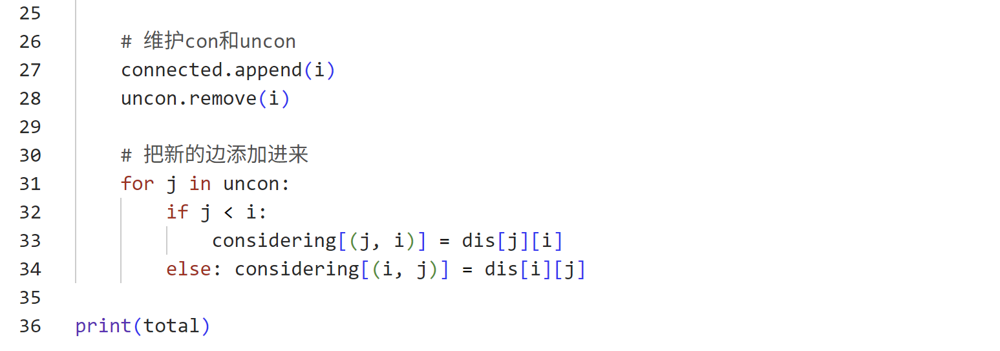 25
26 # 维护con和uncon
27 connected.append(i)
28 uncon.remove(i)
29
30 # 把新的边添加进来
31 for j in uncon:
32 if j < i:
33 considering[(j, i)] = dis[j][i]
34 else: considering[(i, j)] = dis[i][j]
35
36 print(total)